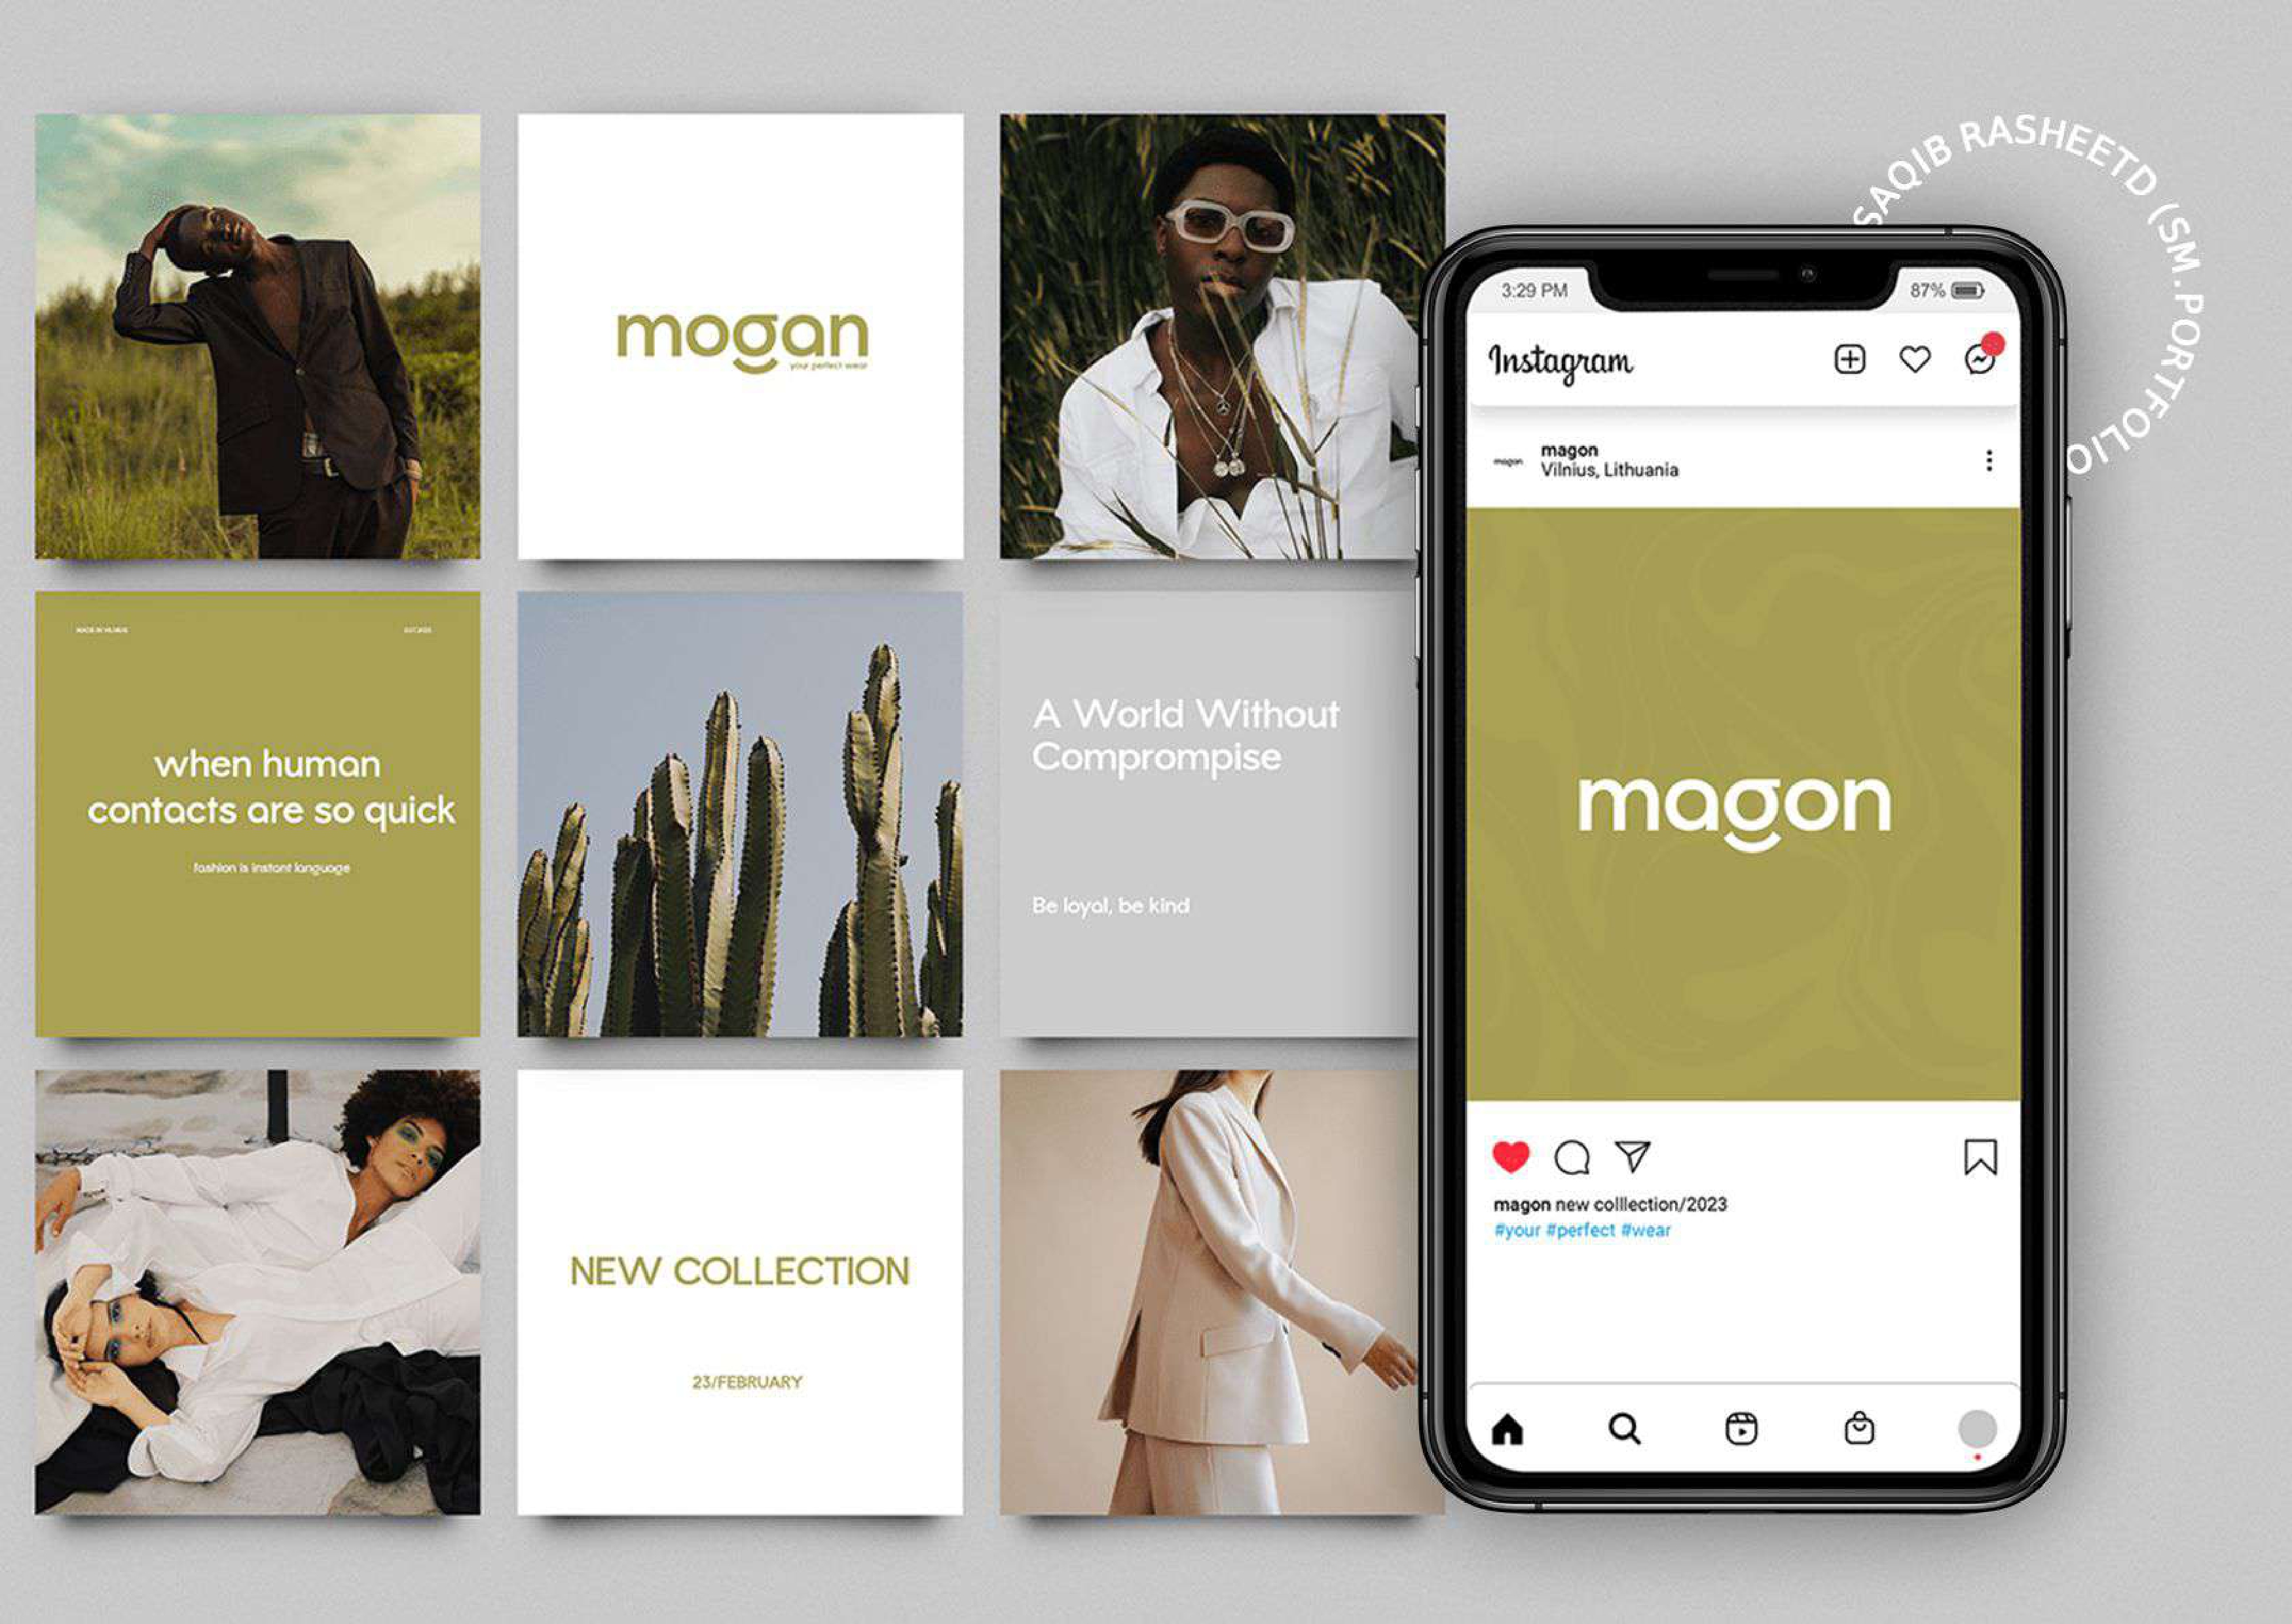 mogan
your perfect wear
MADE IN VILNIUS
when human
contacts are so quick
fashion is instant language
A World Without
Comprompise
Be loyal, be kind
NEW COLLECTION
23/FEBRUARY
SAQIB RASHEETD (SM.PORTFOLIO
3:29 PM
87%
Instagram
magon
magon
Vilnius, Lithuania
magon
magon new colllection/2023
#your #perfect #wear